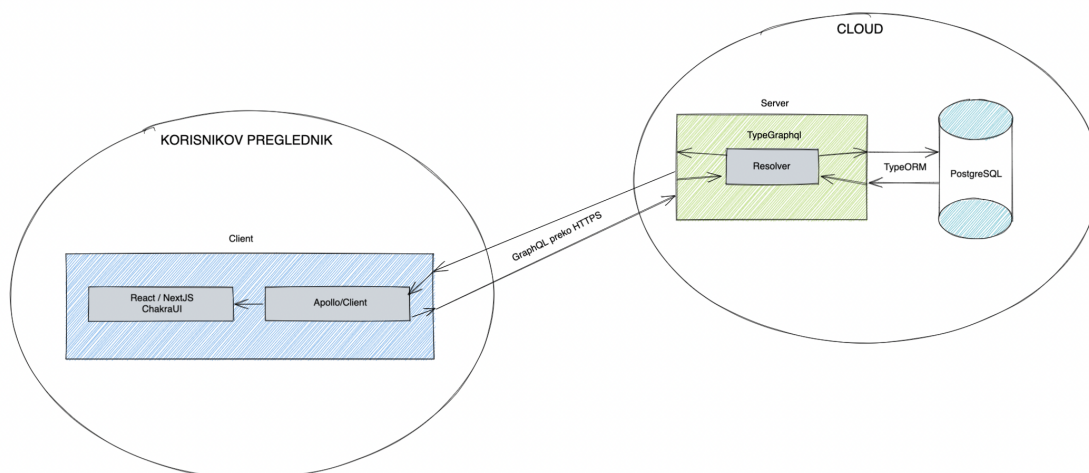 CLOUD
Server
TypeGraphql
Resolver
TypeORM
PostgreSQL
KORISNIKOV PREGLEDNIK
GraphQL preko HTTPS
Client
React / NextJS
ChakraUI
Apollo/Client